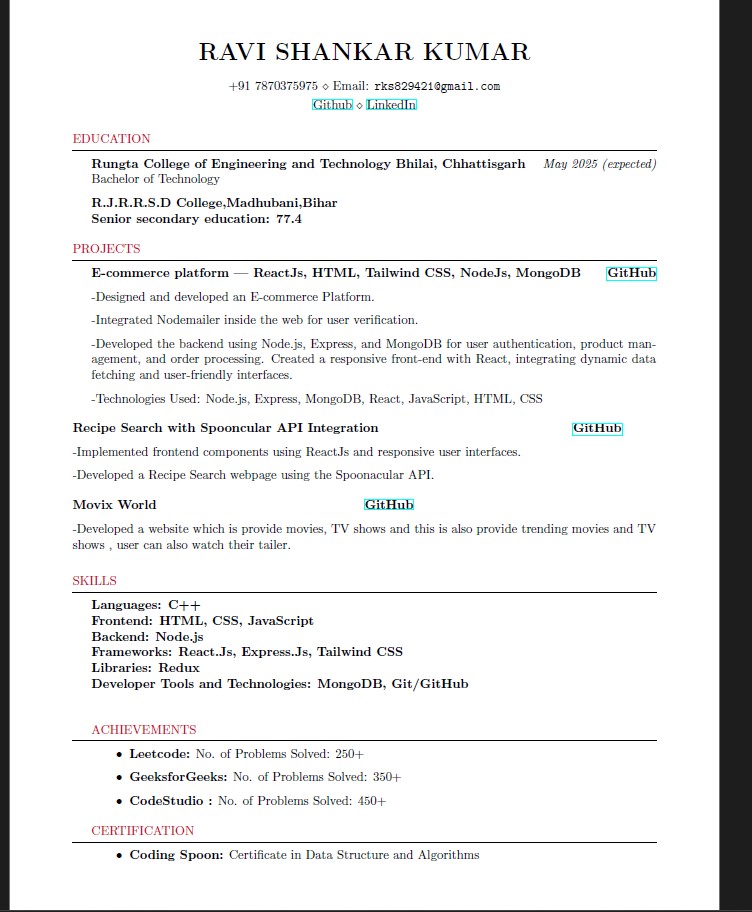 RAVI SHANKAR KUMAR
+91 7870375975 ⋄ Email: rks829421@gmail.com
Github ⋄ LinkedIn
EDUCATION
Rungta College of Engineering and Technology Bhilai, Chhattisgarh May 2025 (expected)
Bachelor of Technology
R.J.R.R.S.D College,Madhubani,Bihar
Senior secondary education: 77.4
PROJECTS
E-commerce platform — ReactJs, HTML, Tailwind CSS, NodeJs, MongoDB GitHub
-Designed and developed an E-commerce Platform.
-Integrated Nodemailer inside the web for user verification.
-Developed the backend using Node.js, Express, and MongoDB for user authentication, product man-
agement, and order processing. Created a responsive front-end with React, integrating dynamic data
fetching and user-friendly interfaces.
-Technologies Used: Node.js, Express, MongoDB, React, JavaScript, HTML, CSS
Recipe Search with Spooncular API Integration GitHub
-Implemented frontend components using ReactJs and responsive user interfaces.
-Developed a Recipe Search webpage using the Spoonacular API.
Movix World GitHub
-Developed a website which is provide movies, TV shows and this is also provide trending movies and TV
shows , user can also watch their tailer.
SKILLS
Languages: C++
Frontend: HTML, CSS, JavaScript
Backend: Node.js
Frameworks: React.Js, Express.Js, Tailwind CSS
Libraries: Redux
Developer Tools and Technologies: MongoDB, Git/GitHub
ACHIEVEMENTS
• Leetcode: No. of Problems Solved: 250+
• GeeksforGeeks: No. of Problems Solved: 350+
• CodeStudio : No. of Problems Solved: 450+
CERTIFICATION
• Coding Spoon: Certificate in Data Structure and Algorithms